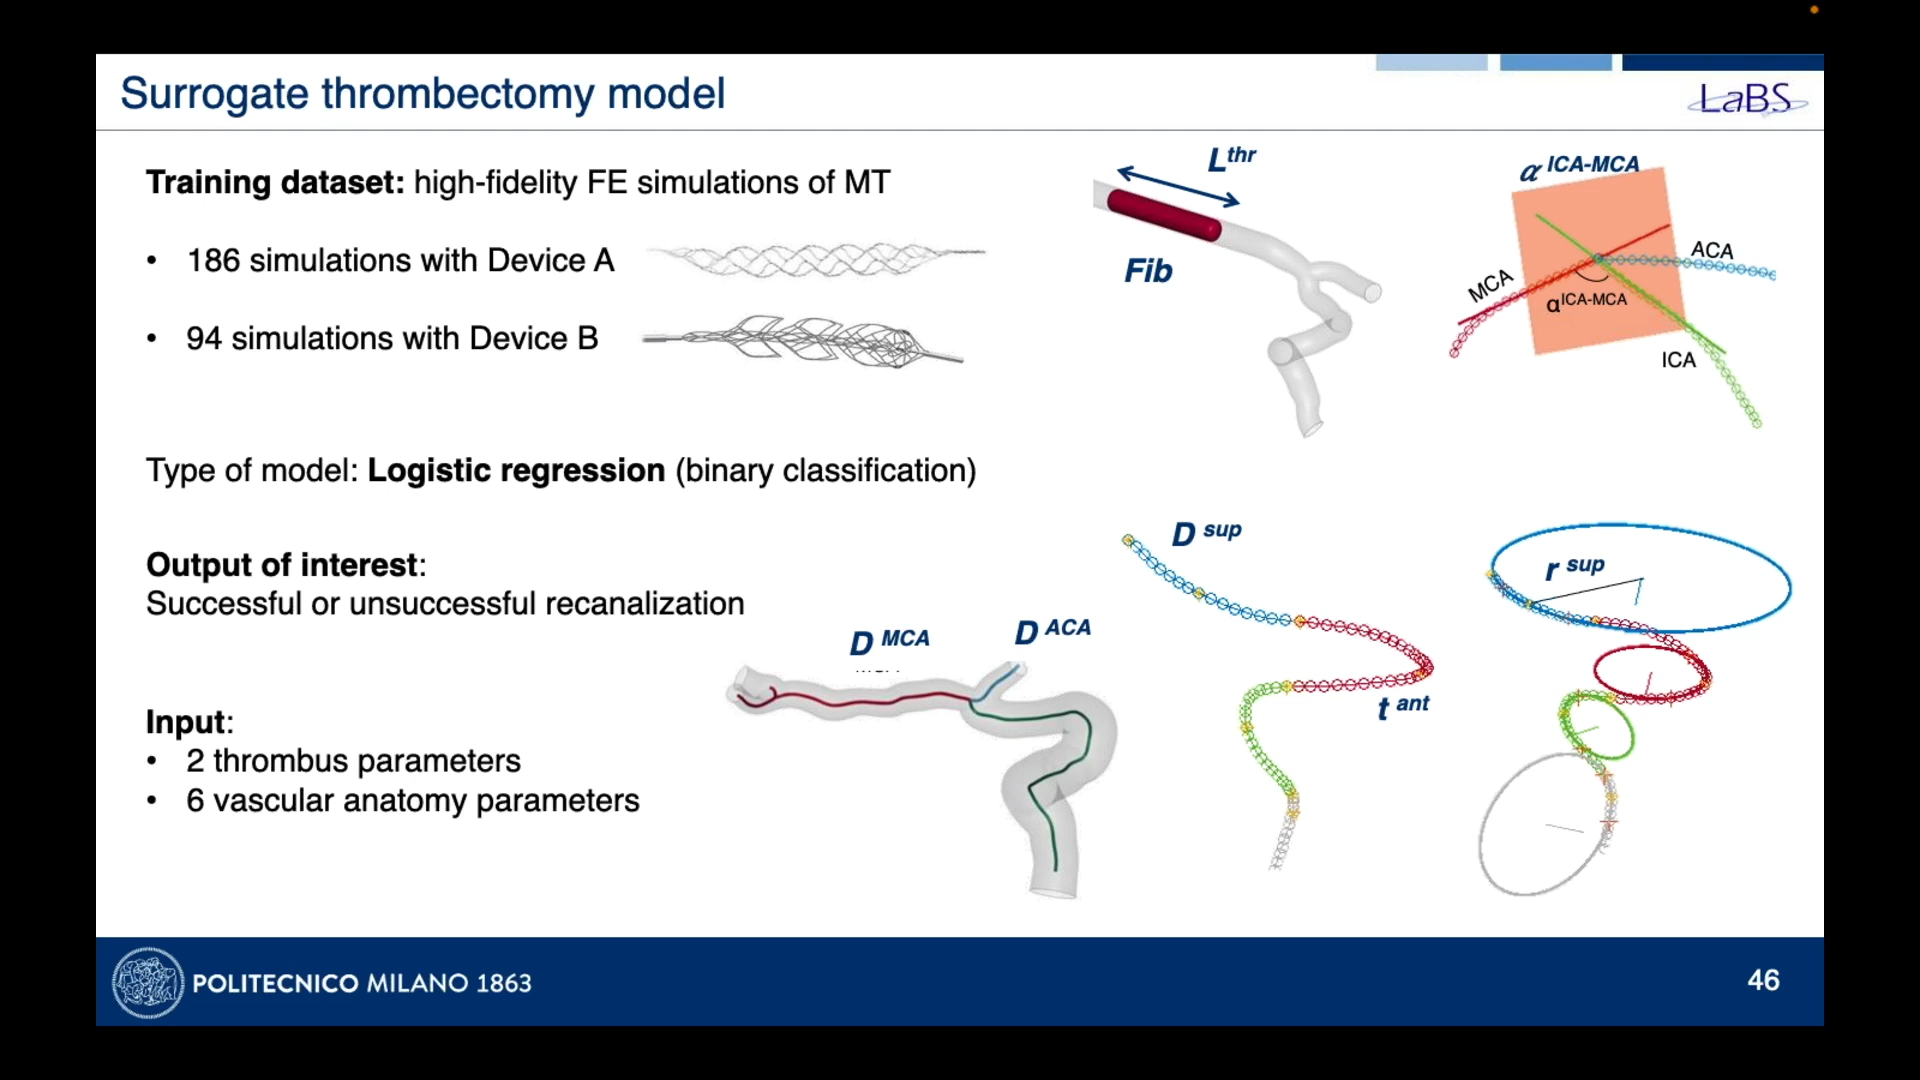 Surrogate thrombectomy model
LaBS
Training dataset: high-fidelity FE simulations of MT
• 186 simulations with Device A
• 94 simulations with Device B
Type of model: Logistic regression (binary classification)
Output of interest:
Successful or unsuccessful recanalization
Input:
• 2 thrombus parameters
• 6 vascular anatomy parameters
L thr
Fib
α ICA-MCA
ACA
MCA
αICA-MCA
ICA
D sup
r sup
D MCA
D ACA
t ant
POLITECNICO MILANO 1863
46